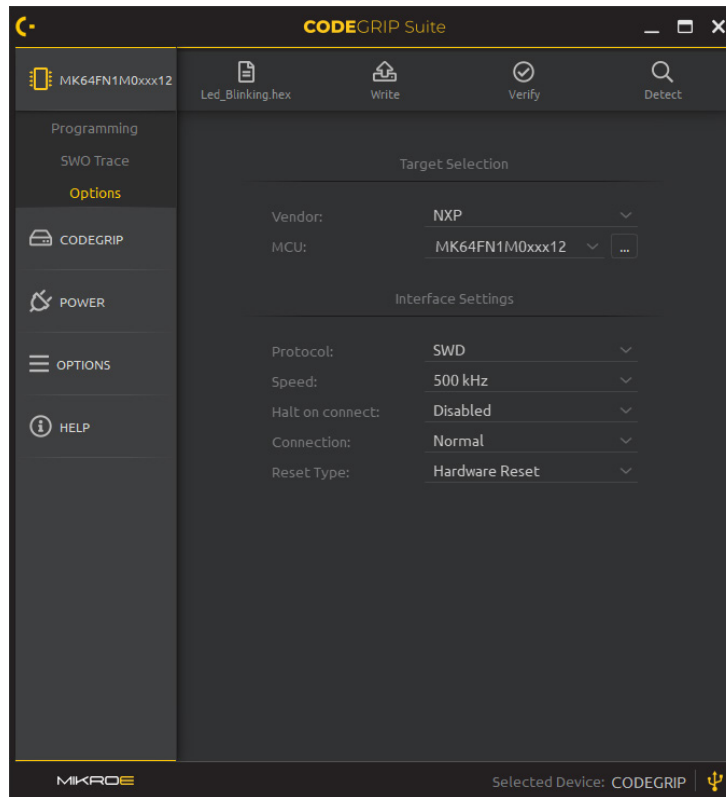 CODEGRIP Suite
MK64FN1M0xxx12
Led_Blinking.hex
Write
Verify
Detect
Programming
SWO Trace
Options
CODEGRIP
POWER
OPTIONS
HELP
Target Selection
Vendor: NXP
MCU: MK64FN1M0xxx12 ...
Interface Settings
Protocol: SWD
Speed: 500 kHz
Halt on connect: Disabled
Connection: Normal
Reset Type: Hardware Reset
MIKROE
Selected Device: CODEGRIP